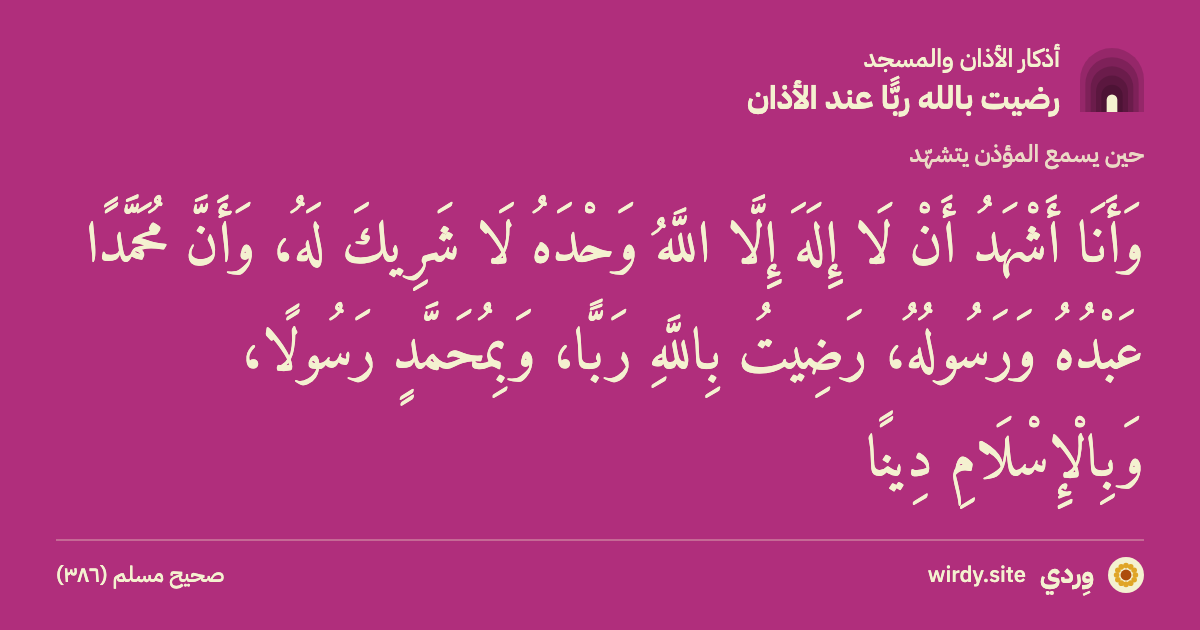 أذكار الأذان والمسجد
رضيت بالله ربًّا عند الأذان
حين يسمع المؤذن يتشهّد
وَأَنَا أَشْهَدُ أَنْ لَا إِلَهَ إِلَّا اللَّهُ وَحْدَهُ لَا شَرِيكَ لَهُ، وَأَنَّ مُحَمَّدًا
عَبْدُهُ وَرَسُولُهُ، رَضِيتُ بِاللَّهِ رَبًّا، وَبِمُحَمَّدٍ رَسُولًا،
وَبِالْإِسْلَامِ دِينًا
وِردي wirdy.site
صحيح مسلم (٣٨٦)